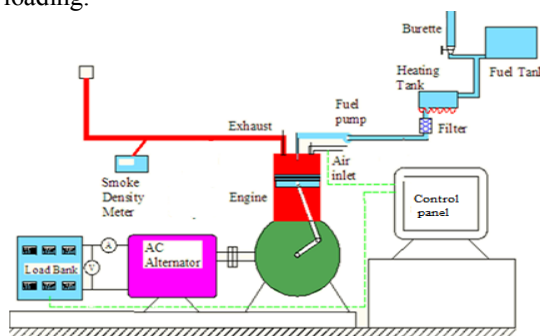 loading.
Burette
Heating
Tank
Fuel Tank
Fuel
pump
Filter
Exhaust
Air
inlet
Smoke
Density
Meter
Engine
Control
panel
AC
Alternator
A
V
Load Bank